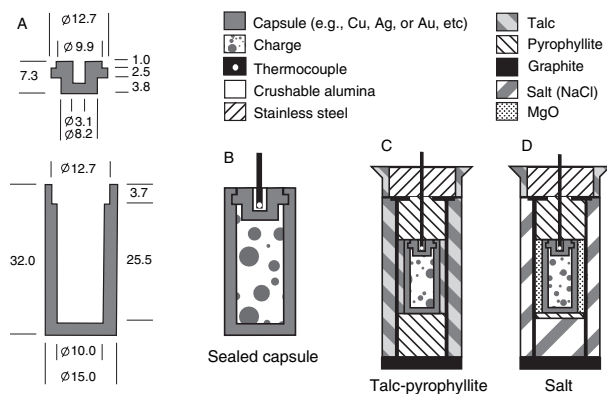 A
Ø12.7
Ø9.9
1.0
2.5
3.8
7.3
Ø3.1
Ø8.2
Ø12.7
3.7
32.0
25.5
Ø10.0
Ø15.0
Capsule (e.g., Cu, Ag, or Au, etc)
Charge
Thermocouple
Crushable alumina
Stainless steel
Talc
Pyrophyllite
Graphite
Salt (NaCl)
MgO
B
Sealed capsule
C
Talc-pyrophyllite
D
Salt